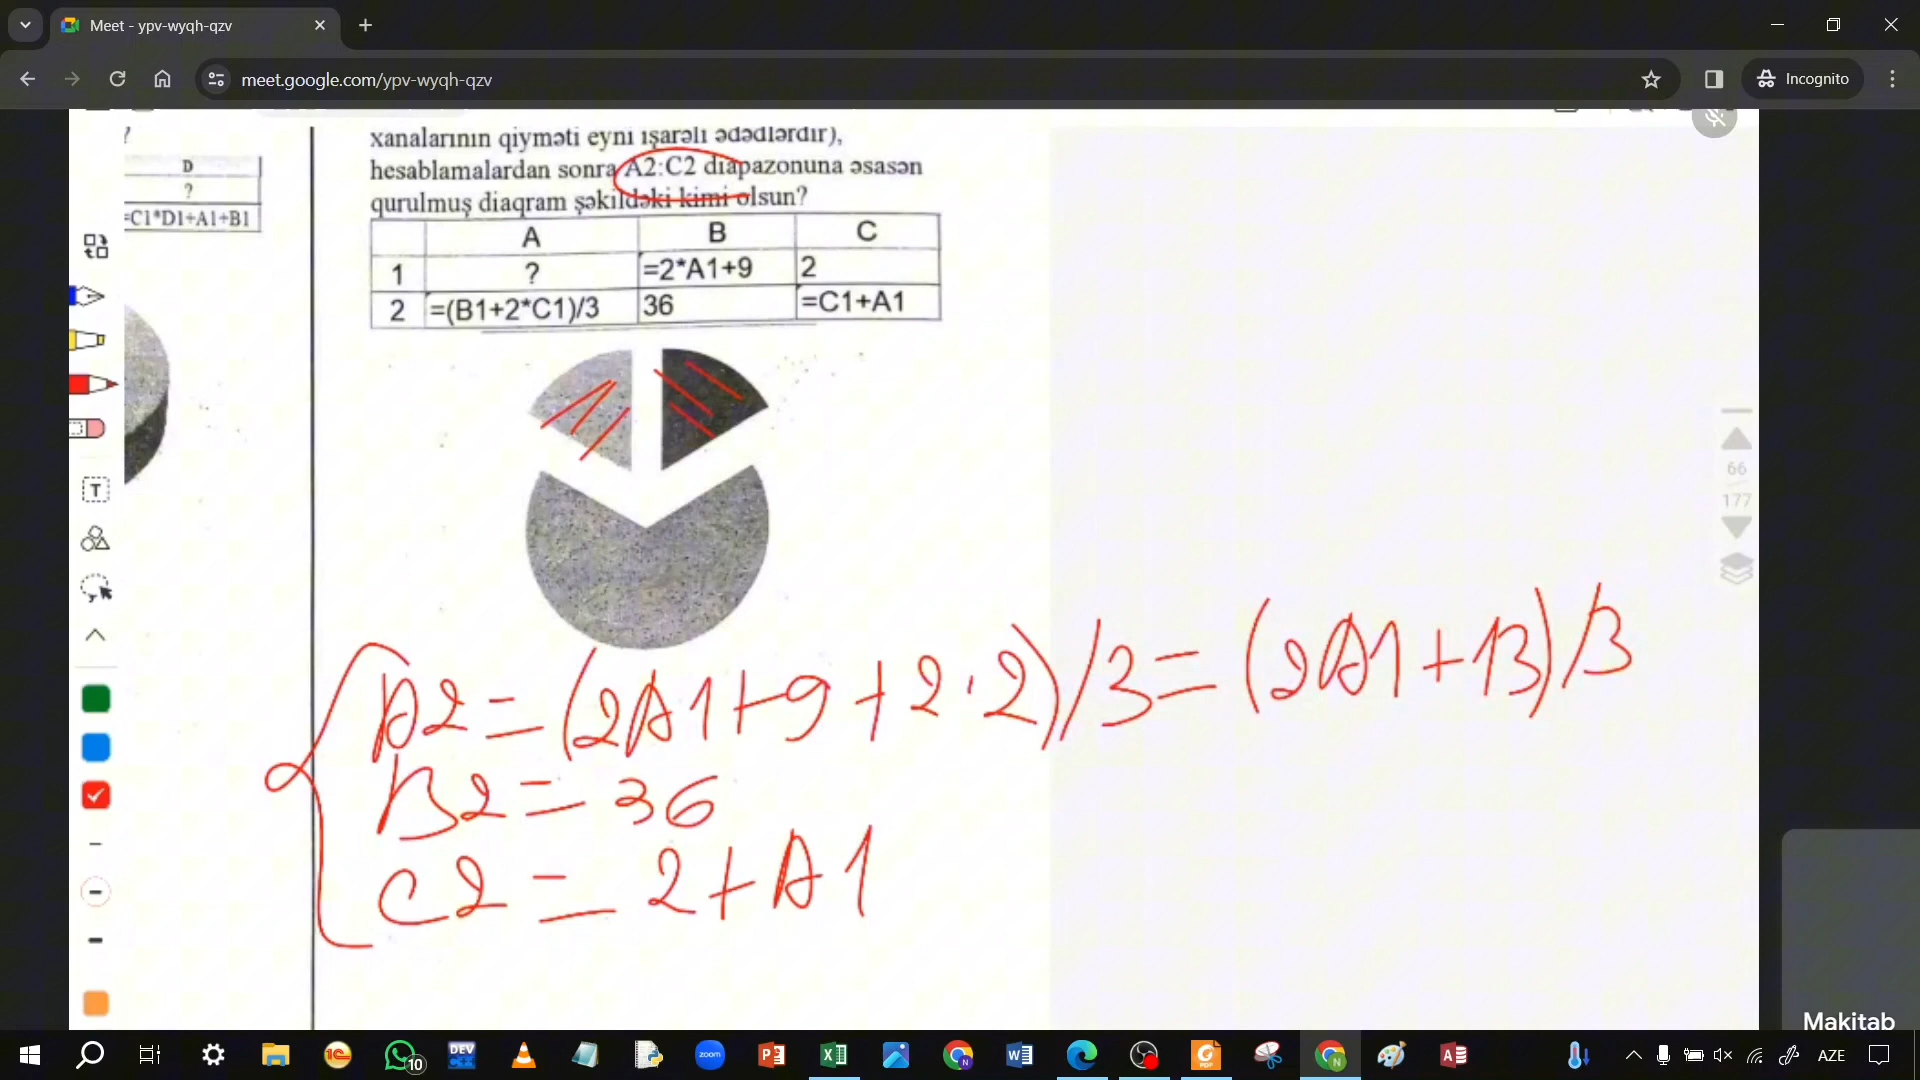 Meet - ypv-wyqh-qzv
meet.google.com/ypv-wyqh-qzv
Incognito
?
D
?
=C1*D1+A1+B1
xanalarının qiyməti eyni işarəli ədədlərdir),
hesablamalardan sonra A2:C2 diapazonuna əsasən
qurulmuş diaqram şəkildəki kimi olsun?
A B C
1 ? =2*A1+9 2
2 =(B1+2*C1)/3 36 =C1+A1
A2 = (2A1+9+2·2)/3 = (2A1+13)/3
B2 = 36
C2 = 2+A1
66
177
T
Makitab
10
DEV
C++
zoom
AZE